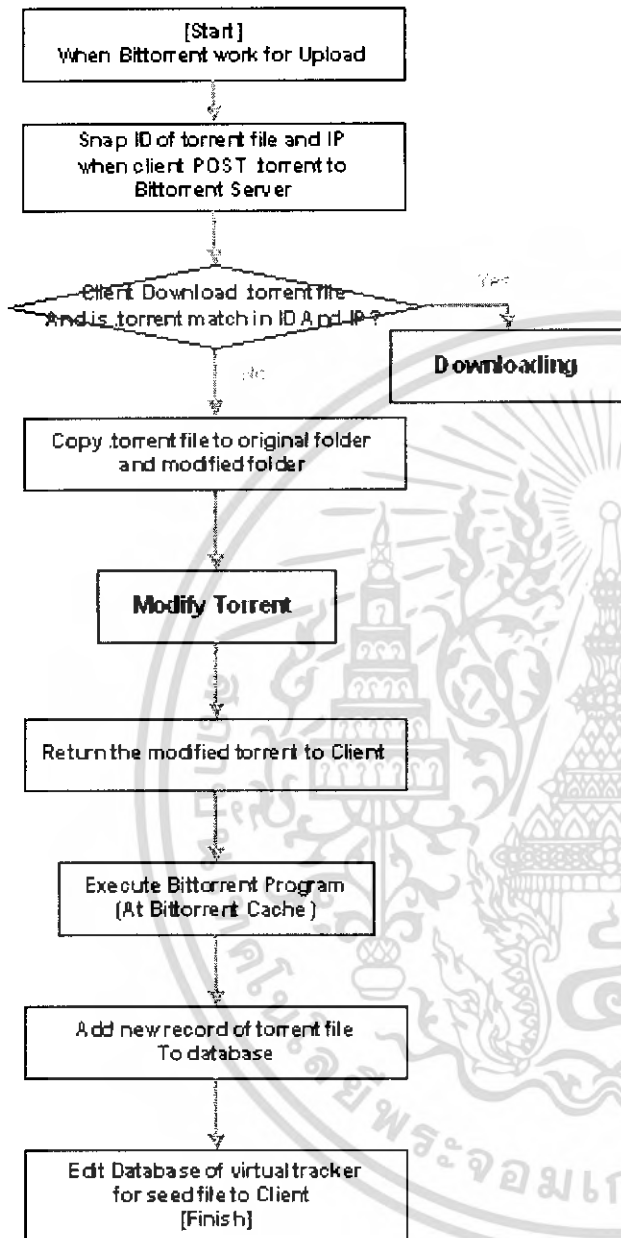 [Start]
When Bittorrent work for Upload
Snap ID of torrent file and IP
when client POST .torrent to
Bittorrent Server
Client Download .torrent file
And is .torrent match in ID And IP ?
Yes
No
Downloading
Copy .torrent file to original folder
and modified folder
Modify Torrent
Return the modified torrent to Client
Execute Bittorrent Program
(At Bittorrent Cache)
Add new record of torrent file
To database
Edit Database of virtual tracker
for seed file to Client
[Finish]